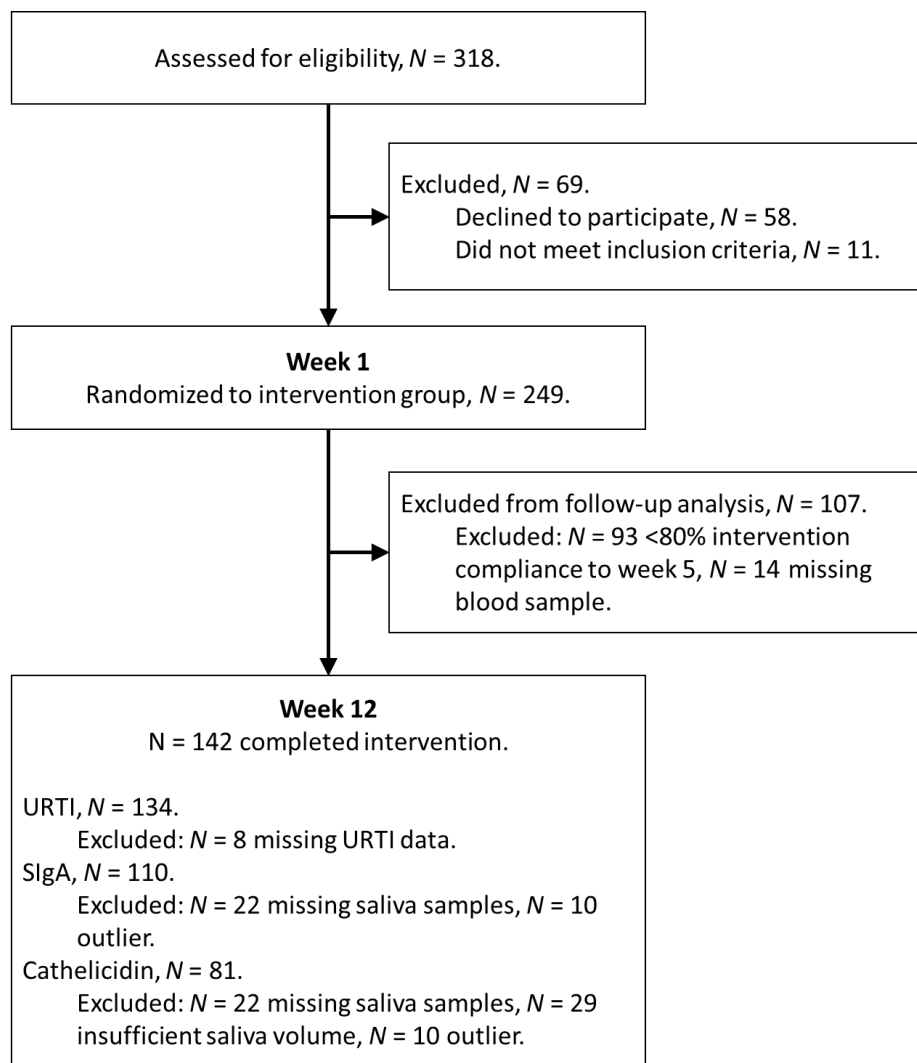 Assessed for eligibility, N = 318.
Excluded, N = 69.
Declined to participate, N = 58.
Did not meet inclusion criteria, N = 11.
Week 1
Randomized to intervention group, N = 249.
Excluded from follow-up analysis, N = 107.
Excluded: N = 93 <80% intervention
compliance to week 5, N = 14 missing
blood sample.
Week 12
N = 142 completed intervention.
URTI, N = 134.
Excluded: N = 8 missing URTI data.
SIgA, N = 110.
Excluded: N = 22 missing saliva samples, N = 10
outlier.
Cathelicidin, N = 81.
Excluded: N = 22 missing saliva samples, N = 29
insufficient saliva volume, N = 10 outlier.